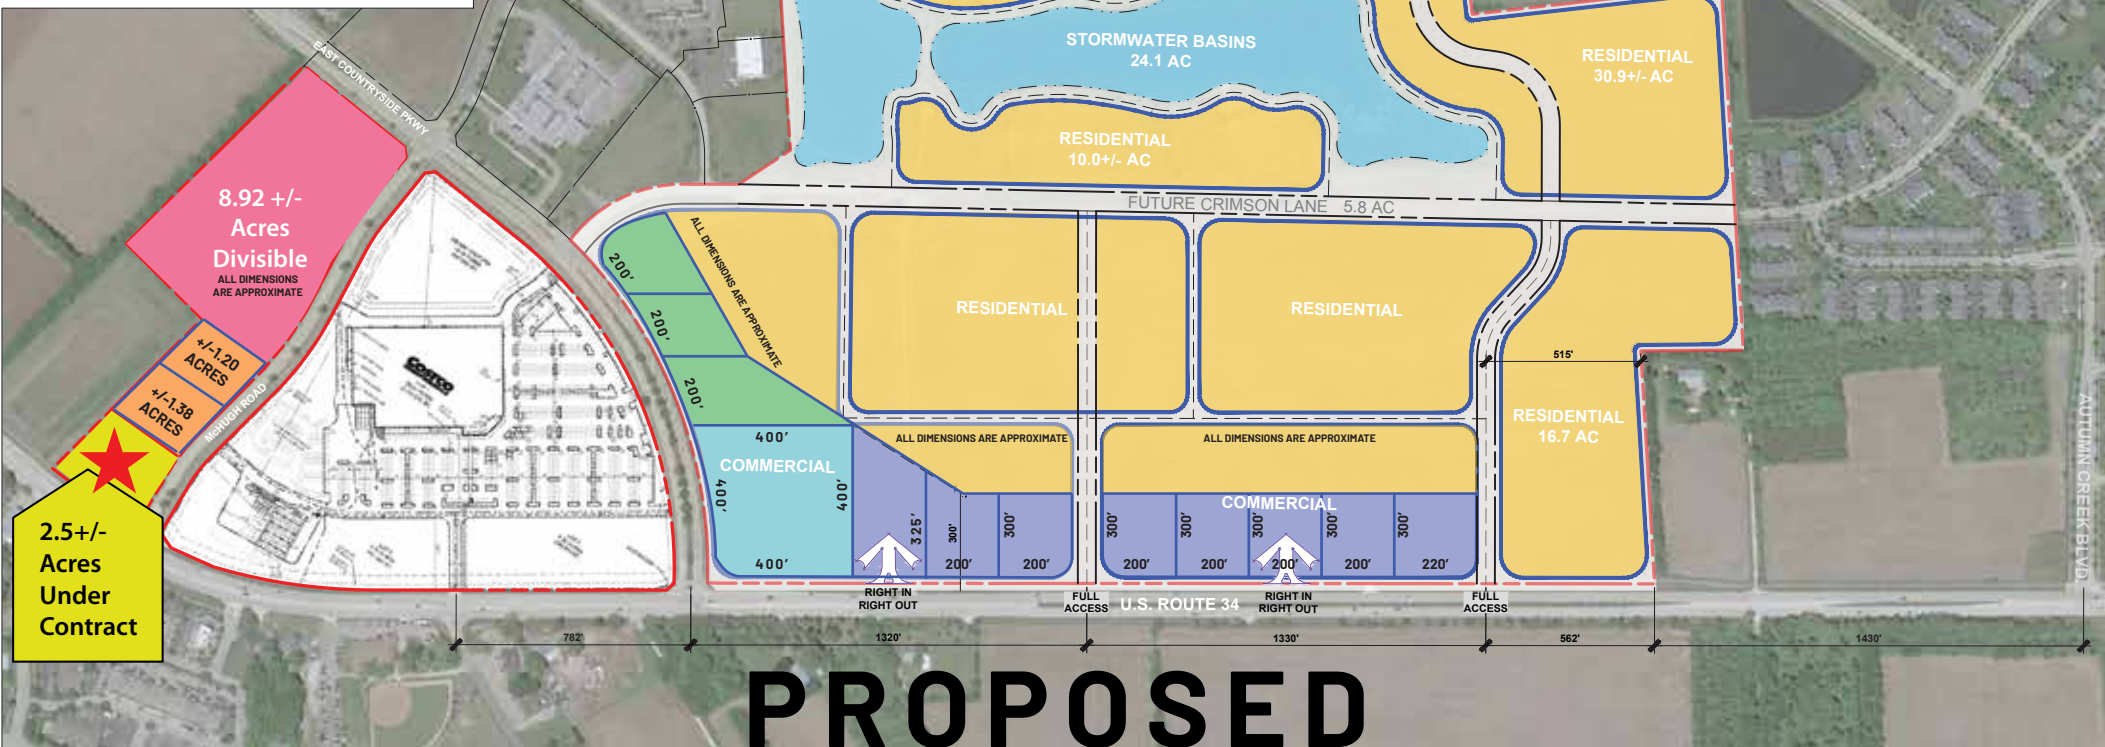 EAST COUNTRYSIDE PKWY
STORMWATER BASINS
24.1 AC
RESIDENTIAL
30.9+/- AC
RESIDENTIAL
10.0+/- AC
FUTURE CRIMSON LANE 5.8 AC
8.92 +/-
Acres
Divisible
ALL DIMENSIONS
ARE APPROXIMATE
200'
200'
200'
ALL DIMENSIONS ARE APPROXIMATE
RESIDENTIAL
RESIDENTIAL
515'
+/-1.20
ACRES
+/-1.38
ACRES
McHUGH ROAD
COSTCO
RESIDENTIAL
16.7 AC
AUTUMN CREEK BLVD
400'
COMMERCIAL
400'
400'
400'
ALL DIMENSIONS ARE APPROXIMATE
ALL DIMENSIONS ARE APPROXIMATE
COMMERCIAL
325'
300'
300'
300'
300'
300'
300'
300'
200'
200'
200'
200'
200'
200'
220'
2.5+/-
Acres
Under
Contract
RIGHT IN
RIGHT OUT
FULL
ACCESS
U.S. ROUTE 34
RIGHT IN
RIGHT OUT
FULL
ACCESS
782'
1320'
1330'
562'
1430'
PROPOSED